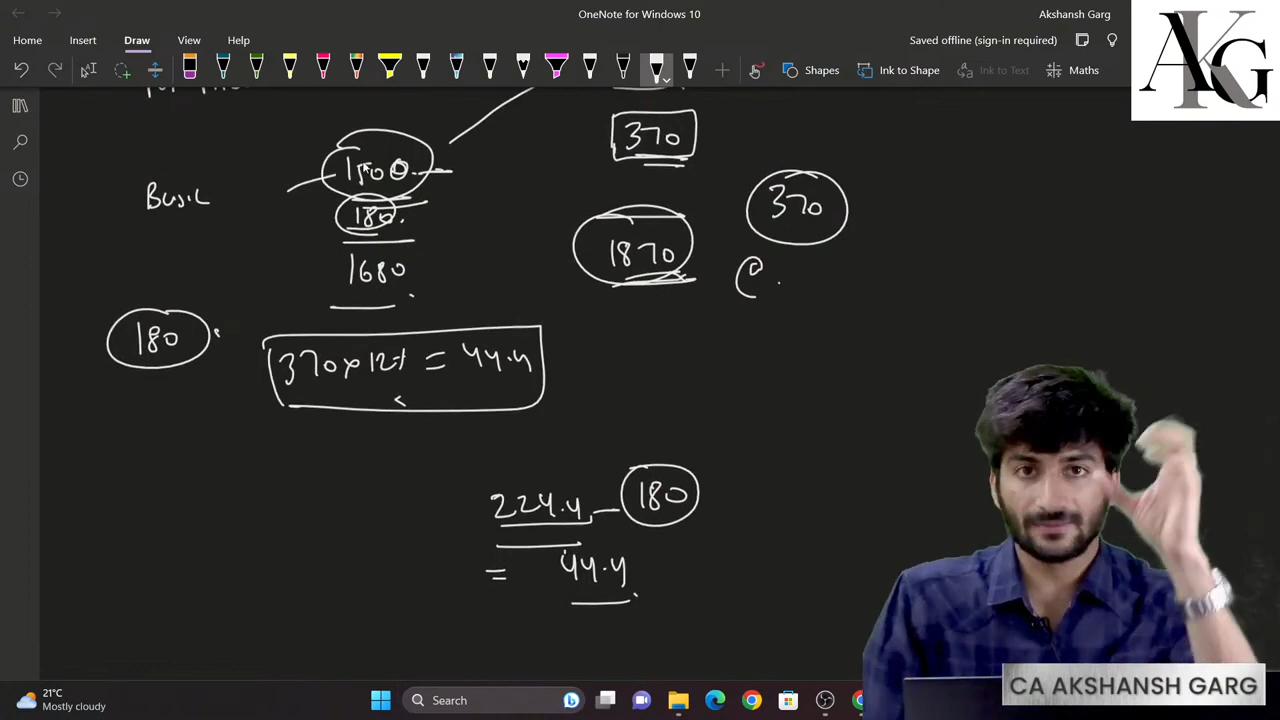 OneNote for Windows 10
Akshansh Garg
Home Insert Draw View Help
Saved offline (sign-in required)
Shapes Ink to Shape Ink to Text Maths
AKG
370
1500
Basic
180.
370
1870
1680
180
370 x 12% = 44.4
224.4 - 180
= 44.4
21°C
Mostly cloudy
Search
CA AKSHANSH GARG